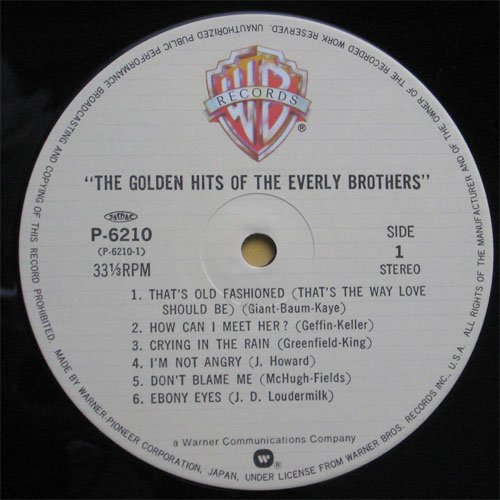 ALL RIGHTS OF THE MANUFACTURER AND OF THE OWNER OF THE RECORDED WORK RESERVED. UNAUTHORIZED PUBLIC PERFORMANCE BROADCASTING AND COPYING OF THIS RECORD PROHIBITED.
WB
RECORDS
®
"THE GOLDEN HITS OF THE EVERLY BROTHERS"
P-6210
(P-6210-1)
33⅓RPM
SIDE
1
STEREO
1. THAT'S OLD FASHIONED (THAT'S THE WAY LOVE
SHOULD BE) (Giant-Baum-Kaye)
2. HOW CAN I MEET HER? (Geffin-Keller)
3. CRYING IN THE RAIN (Greenfield-King)
4. I'M NOT ANGRY (J. Howard)
5. DON'T BLAME ME (McHugh-Fields)
6. EBONY EYES (J. D. Loudermilk)
a Warner Communications Company
®
MADE BY WARNER-PIONEER CORPORATION, JAPAN, UNDER LICENSE FROM WARNER BROS. RECORDS INC., U.S.A.